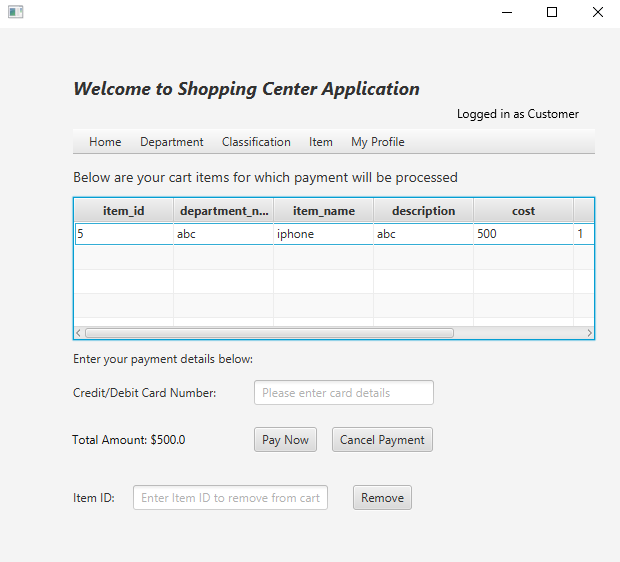 Welcome to Shopping Center Application
Logged in as Customer
Home Department Classification Item My Profile
Below are your cart items for which payment will be processed
item_id department_n... item_name description cost
5 abc iphone abc 500 1
Enter your payment details below:
Credit/Debit Card Number: Please enter card details
Total Amount: $500.0 Pay Now Cancel Payment
Item ID: Enter Item ID to remove from cart Remove